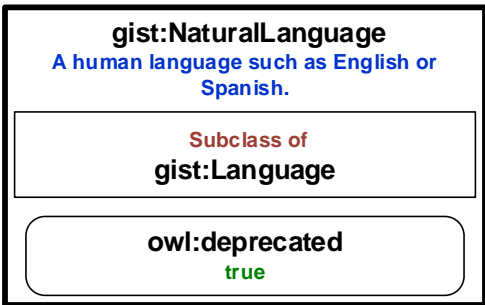 gist:NaturalLanguage
A human language such as English or
Spanish.
Subclass of
gist:Language
owl:deprecated
true